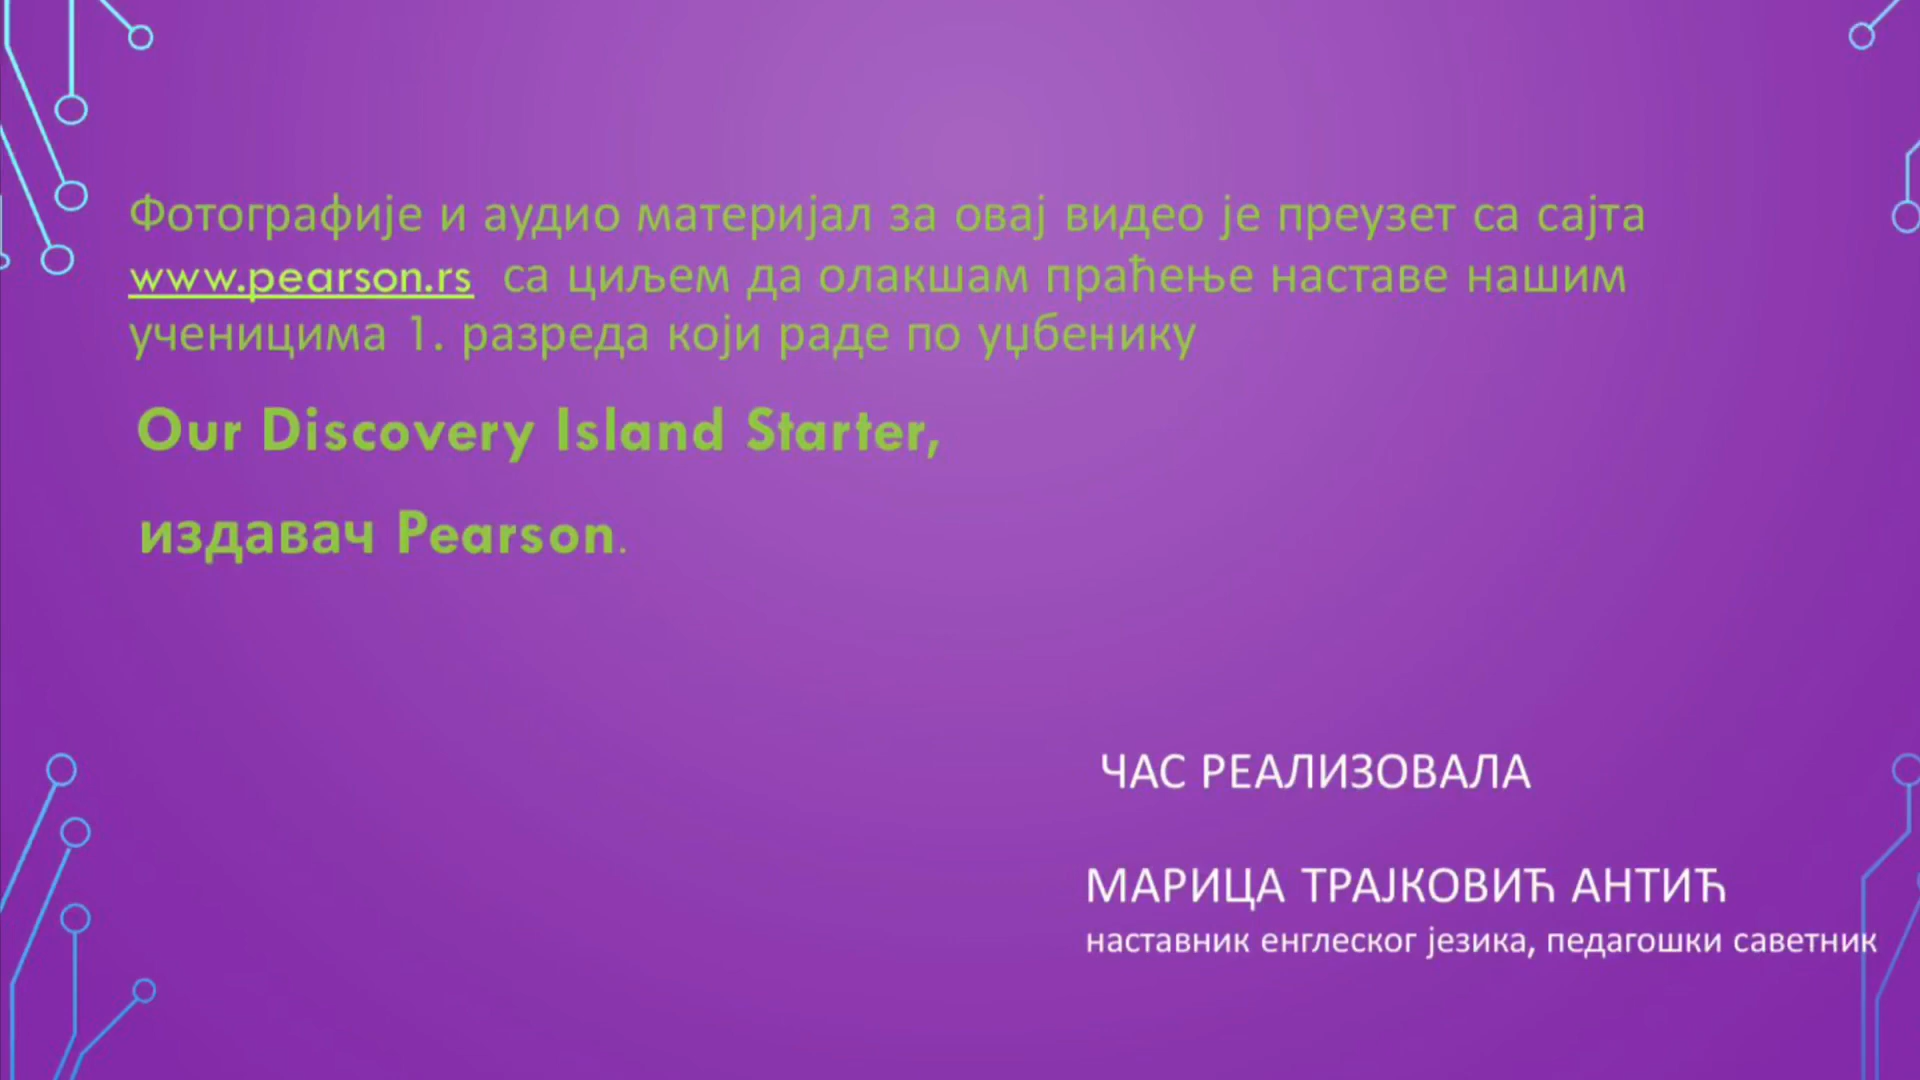 Фотографије и аудио материјал за овај видео је преузет са сајта
www.pearson.rs са циљем да олакшам праћење наставе нашим
ученицима 1. разреда који раде по уџбенику
Our Discovery Island Starter,
издавач Pearson.
ЧАС РЕАЛИЗОВАЛА
МАРИЦА ТРАЈКОВИЋ АНТИЋ
наставник енглеског језика, педагошки саветник